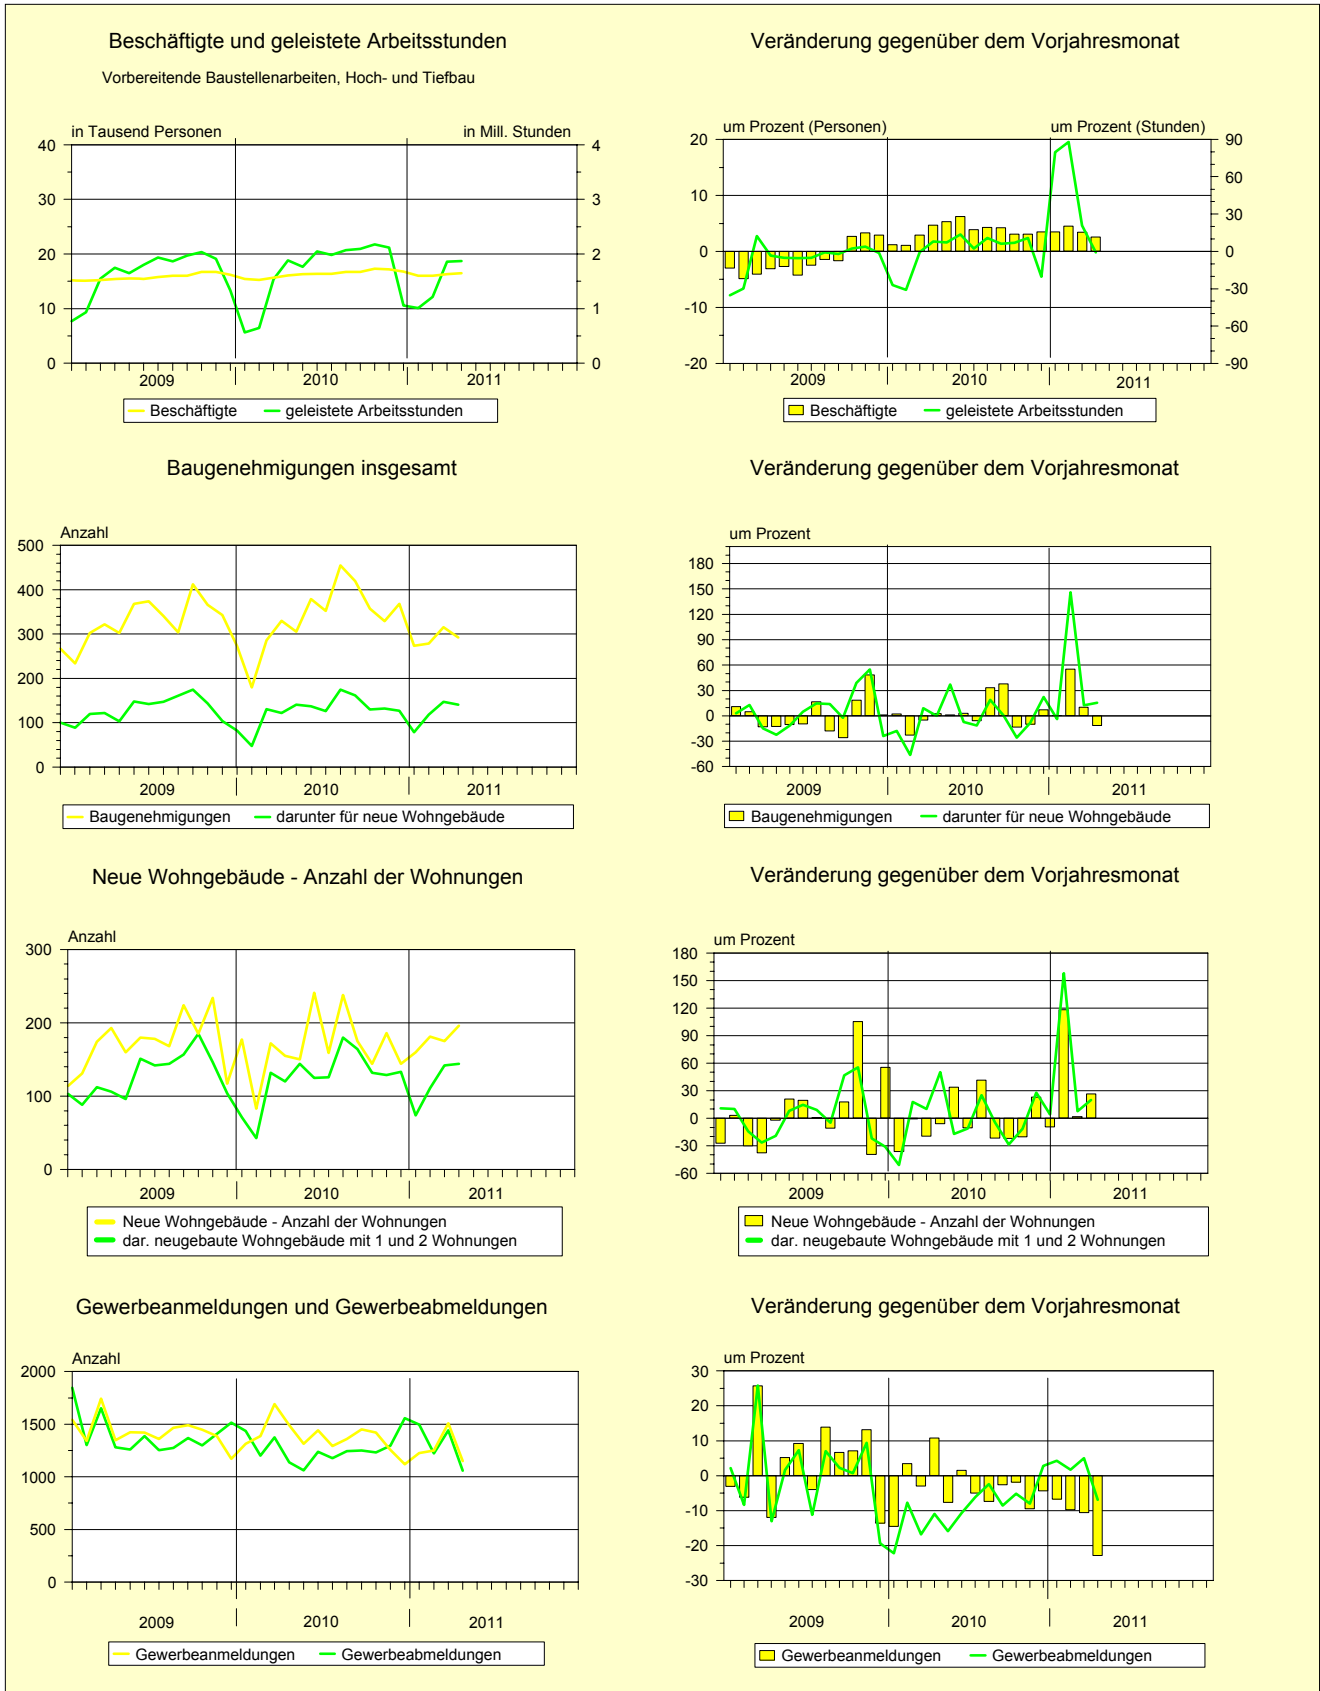 Beschäftigte und geleistete Arbeitsstunden
Vorbereitende Baustellenarbeiten, Hoch- und Tiefbau
in Tausend Personen
in Mill. Stunden
40
30
20
10
0
4
3
2
1
0
2009
2010
2011
Beschäftigte
geleistete Arbeitsstunden
Veränderung gegenüber dem Vorjahresmonat
um Prozent (Personen)
um Prozent (Stunden)
20
10
0
-10
-20
90
60
30
0
-30
-60
-90
2009
2010
2011
Beschäftigte
geleistete Arbeitsstunden
Baugenehmigungen insgesamt
Anzahl
500
400
300
200
100
0
2009
2010
2011
Baugenehmigungen
darunter für neue Wohngebäude
Veränderung gegenüber dem Vorjahresmonat
um Prozent
180
150
120
90
60
30
0
-30
-60
2009
2010
2011
Baugenehmigungen
darunter für neue Wohngebäude
Neue Wohngebäude - Anzahl der Wohnungen
Anzahl
300
200
100
0
2009
2010
2011
Neue Wohngebäude - Anzahl der Wohnungen
dar. neugebaute Wohngebäude mit 1 und 2 Wohnungen
Veränderung gegenüber dem Vorjahresmonat
um Prozent
180
150
120
90
60
30
0
-30
-60
2009
2010
2011
Neue Wohngebäude - Anzahl der Wohnungen
dar. neugebaute Wohngebäude mit 1 und 2 Wohnungen
Gewerbeanmeldungen und Gewerbeabmeldungen
Anzahl
2000
1500
1000
500
0
2009
2010
2011
Gewerbeanmeldungen
Gewerbeabmeldungen
Veränderung gegenüber dem Vorjahresmonat
um Prozent
30
20
10
0
-10
-20
-30
2009
2010
2011
Gewerbeanmeldungen
Gewerbeabmeldungen